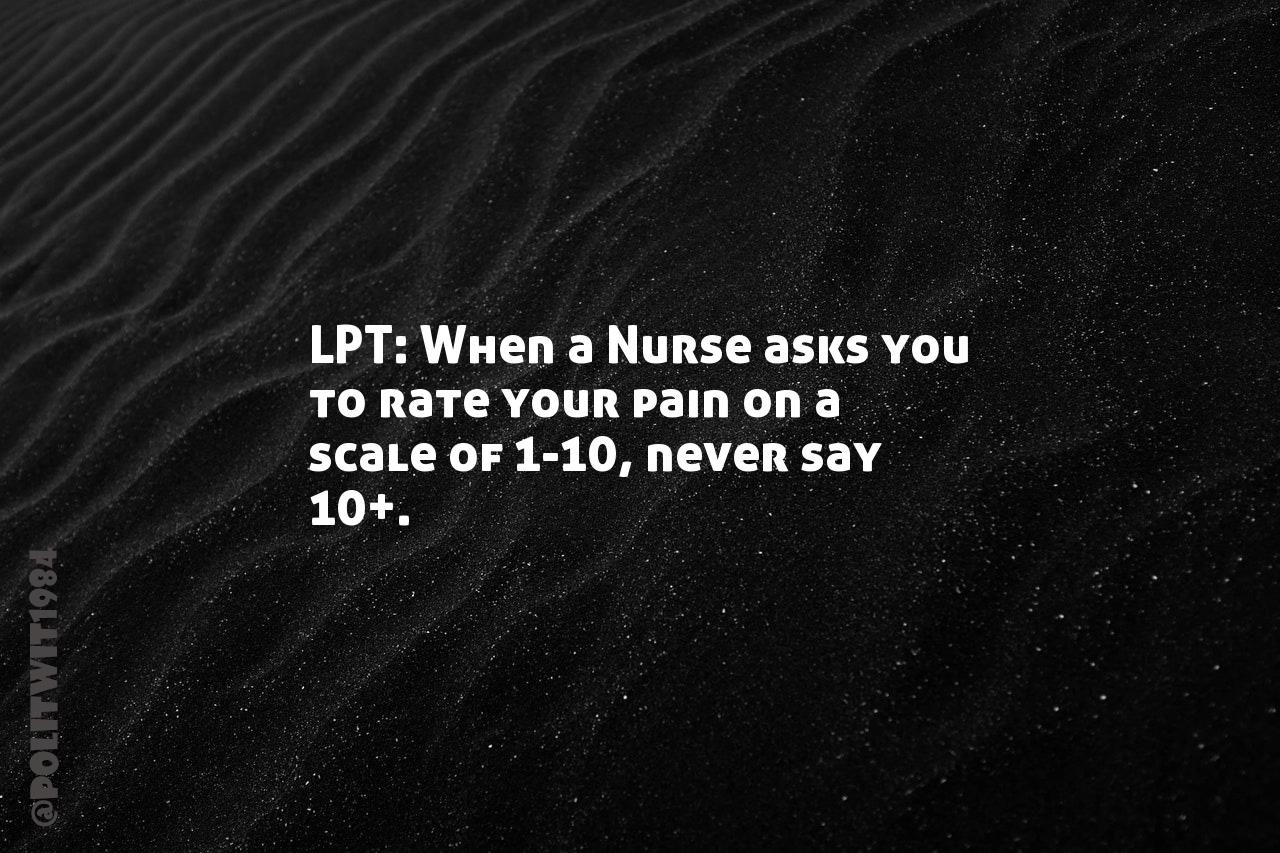 LPT: When a Nurse asks you
to rate your pain on a
scale of 1-10, never say
10+.
@POLITWIT1984